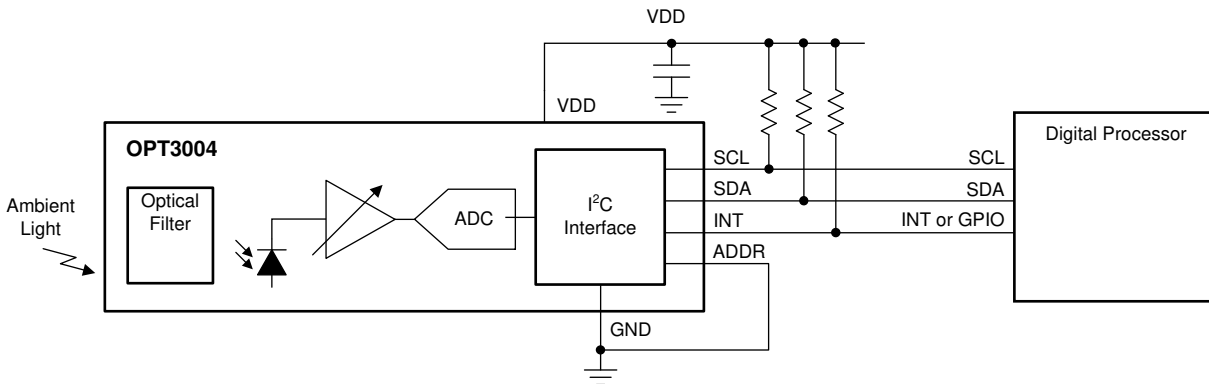 VDD
VDD
OPT3004
Digital Processor
Ambient
Light
Optical
Filter
ADC
I²C
Interface
SCL
SCL
SDA
SDA
INT
INT or GPIO
ADDR
GND